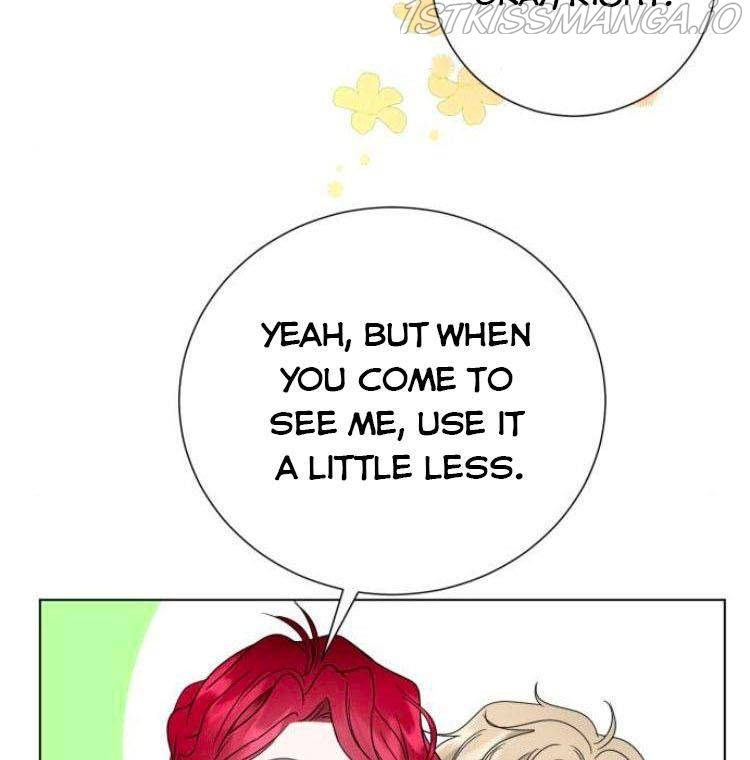 1STKISSMANGA.IO
YEAH, BUT WHEN
YOU COME TO
SEE ME, USE IT
A LITTLE LESS.